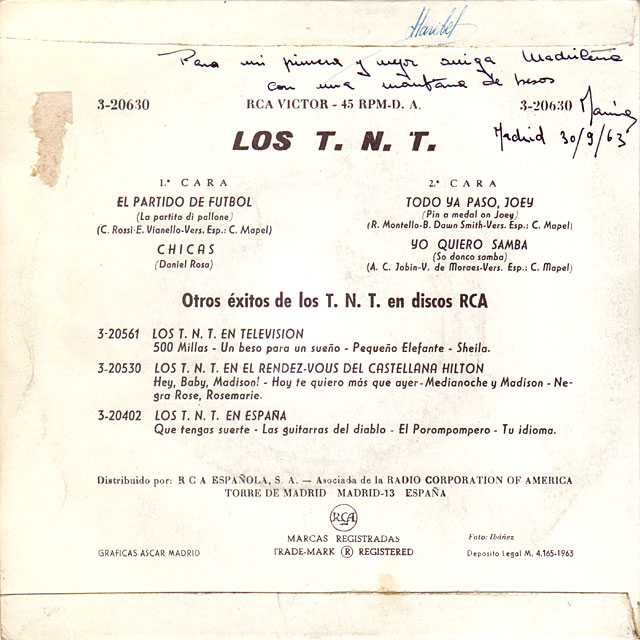 Maribel
Para mi primera y mejor amiga Madrileña
con una montana de besos
3-20630 RCA VICTOR - 45 RPM-D. A. 3-20630
Madrid 30/9/63
LOS T. N. T.
1.ª CARA
EL PARTIDO DE FUTBOL
(La partita di pallone)
(C. Rossi-E. Vianello-Vers. Esp.: C. Mapel)
CHICAS
(Daniel Rosa)
2.ª CARA
TODO YA PASO, JOEY
(Pin a medal on Joey)
(R. Montello-B. Dawn Smith-Vers. Esp.: C. Mapel)
YO QUIERO SAMBA
(So donco samba)
(A. C. Jobin-V. de Moraes-Vers. Esp.: C. Mapel)
Otros éxitos de los T. N. T. en discos RCA
3-20561 LOS T. N. T. EN TELEVISION
500 Millas - Un beso para un sueño - Pequeño Elefante - Sheila.
3-20530 LOS T. N. T. EN EL RENDEZ-VOUS DEL CASTELLANA HILTON
Hey, Baby, Madison! - Hoy te quiero más que ayer - Medianoche y Madison - Ne-
gra Rose, Rosemarie.
3-20402 LOS T. N. T. EN ESPAÑA
Que tengas suerte - Las guitarras del diablo - El Porompompero - Tu idioma.
Distribuido por: R C A ESPAÑOLA, S. A. — Asociada de la RADIO CORPORATION OF AMERICA
TORRE DE MADRID MADRID-13 ESPAÑA
RCA
MARCAS REGISTRADAS
TRADE-MARK ® REGISTERED
GRAFICAS ASCAR MADRID
Foto: Ibáñez
Deposito Legal M. 4.165-1963